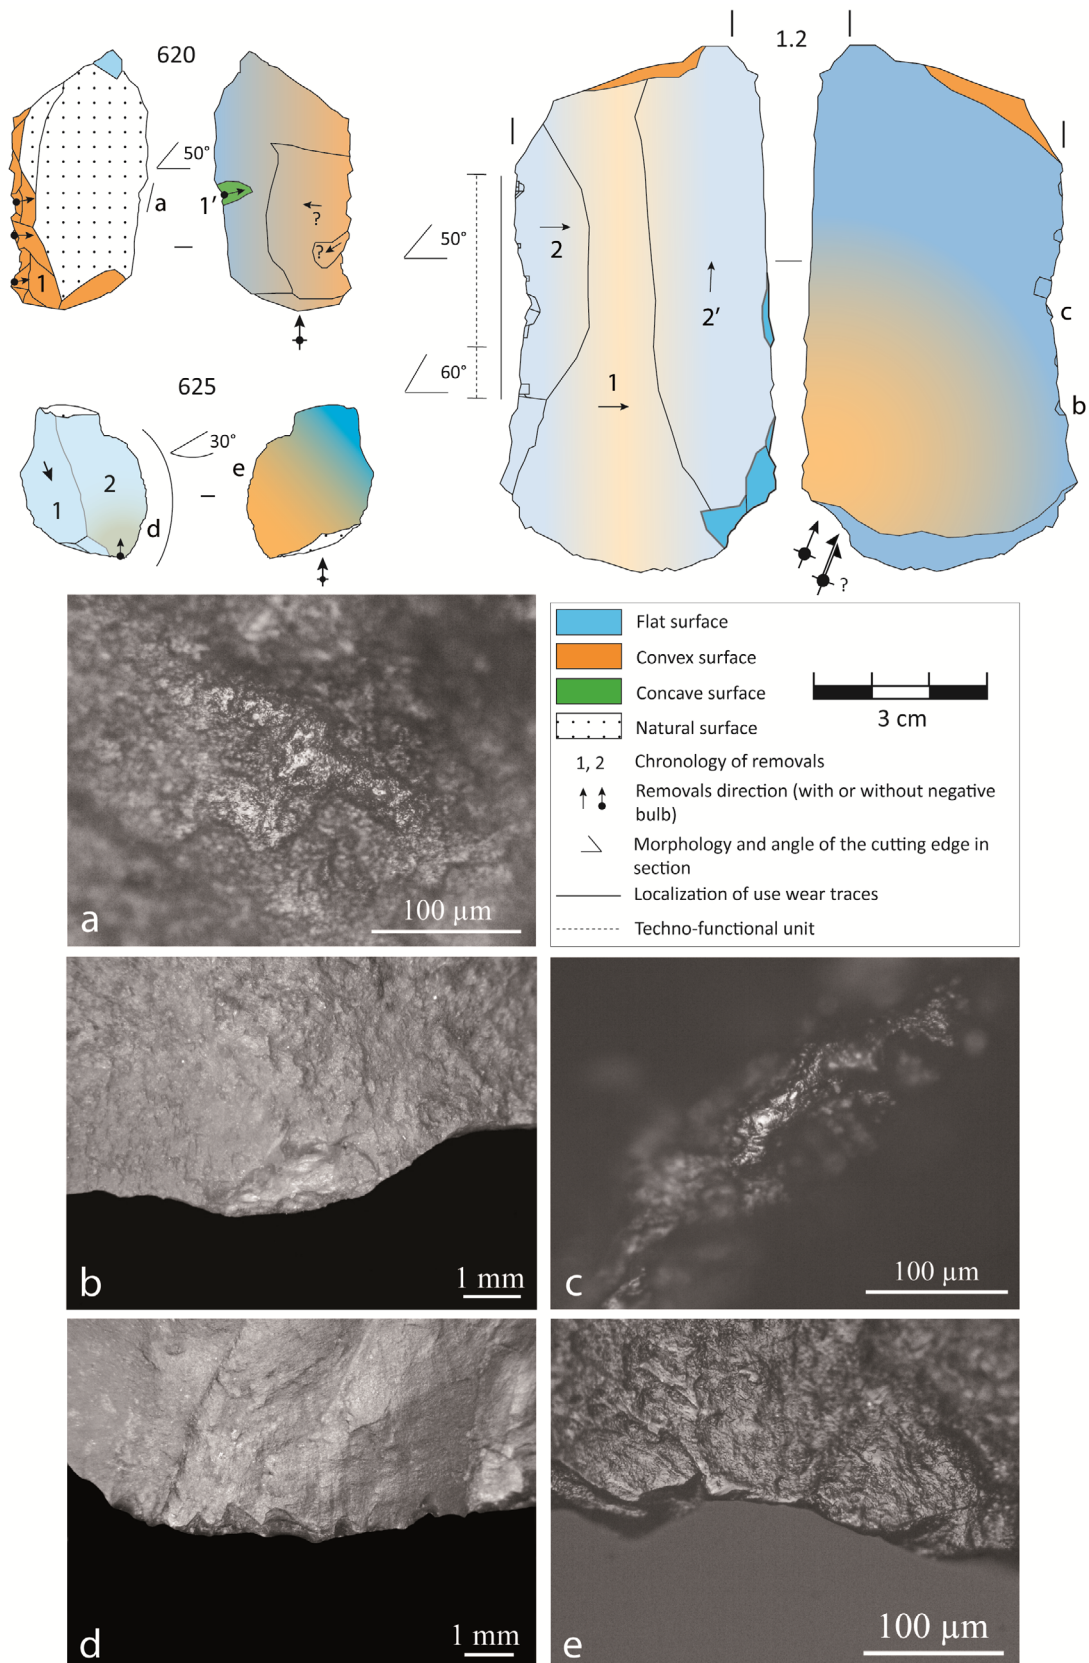 620
1.2
50°
a
1'
?
?
1
2
50°
2'
c
60°
1
b
625
30°
e
2
1
d
?
Flat surface
Convex surface
Concave surface
3 cm
Natural surface
1, 2 Chronology of removals
Removals direction (with or without negative
bulb)
Morphology and angle of the cutting edge in
section
Localization of use wear traces
Techno-functional unit
a
100 µm
b
1 mm
c
100 µm
d
1 mm
e
100 µm